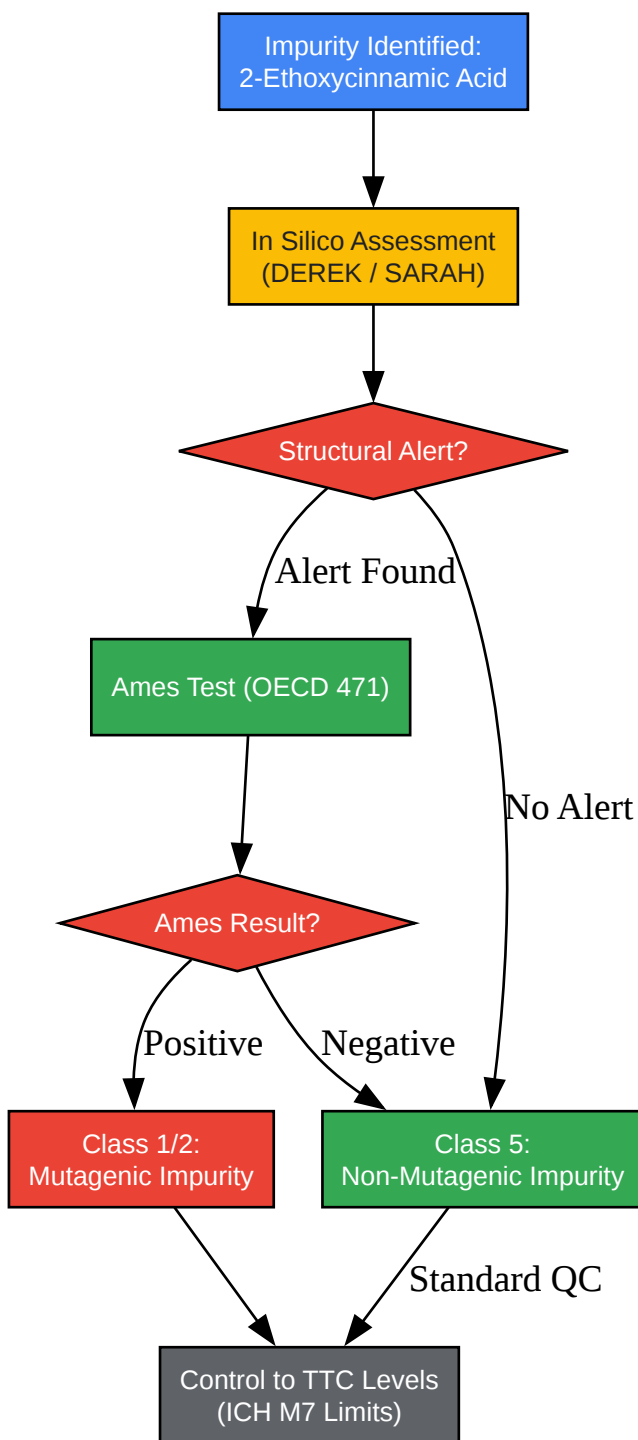 Impurity Identified:
2-Ethoxycinnamic Acid
In Silico Assessment
(DEREK / SARAH)
Structural Alert?
Alert Found
Ames Test (OECD 471)
No Alert
Ames Result?
Positive
Negative
Class 1/2:
Mutagenic Impurity
Class 5:
Non-Mutagenic Impurity
Standard QC
Control to TTC Levels
(ICH M7 Limits)